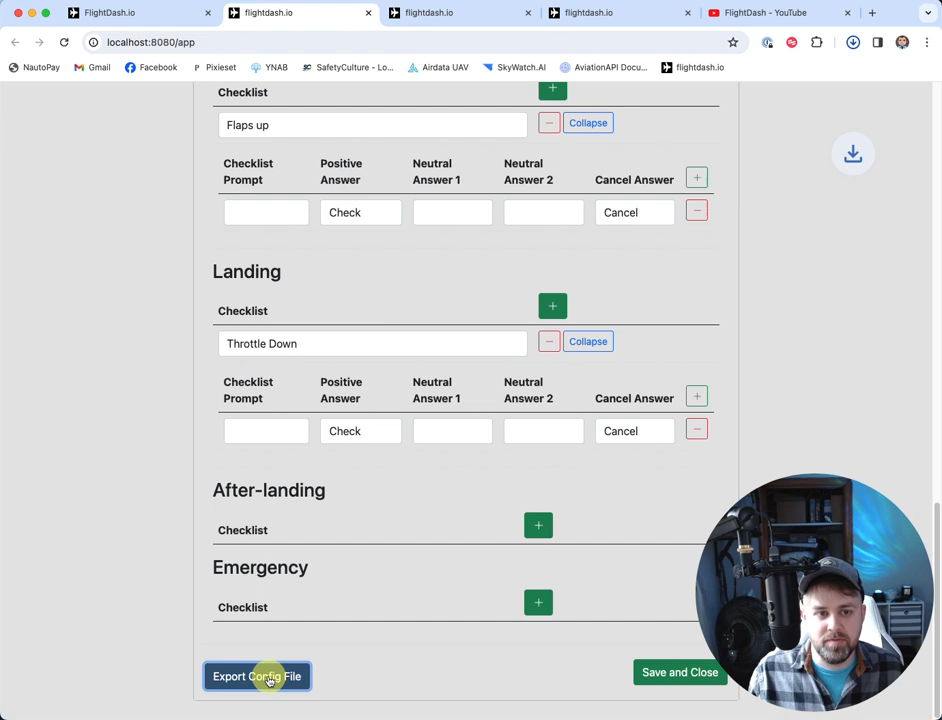 FlightDash.io
flightdash.io
flightdash.io
flightdash.io
FlightDash - YouTube
localhost:8080/app
NautoPay
Gmail
Facebook
Pixieset
YNAB
SafetyCulture - Lo...
Airdata UAV
SkyWatch.AI
AviationAPI Docu...
flightdash.io
Checklist
Flaps up
Collapse
Checklist Prompt
Positive Answer
Neutral Answer 1
Neutral Answer 2
Cancel Answer
Check
Cancel
Landing
Checklist
Throttle Down
Collapse
Checklist Prompt
Positive Answer
Neutral Answer 1
Neutral Answer 2
Cancel Answer
Check
Cancel
After-landing
Checklist
Emergency
Checklist
Export Config File
Save and Close